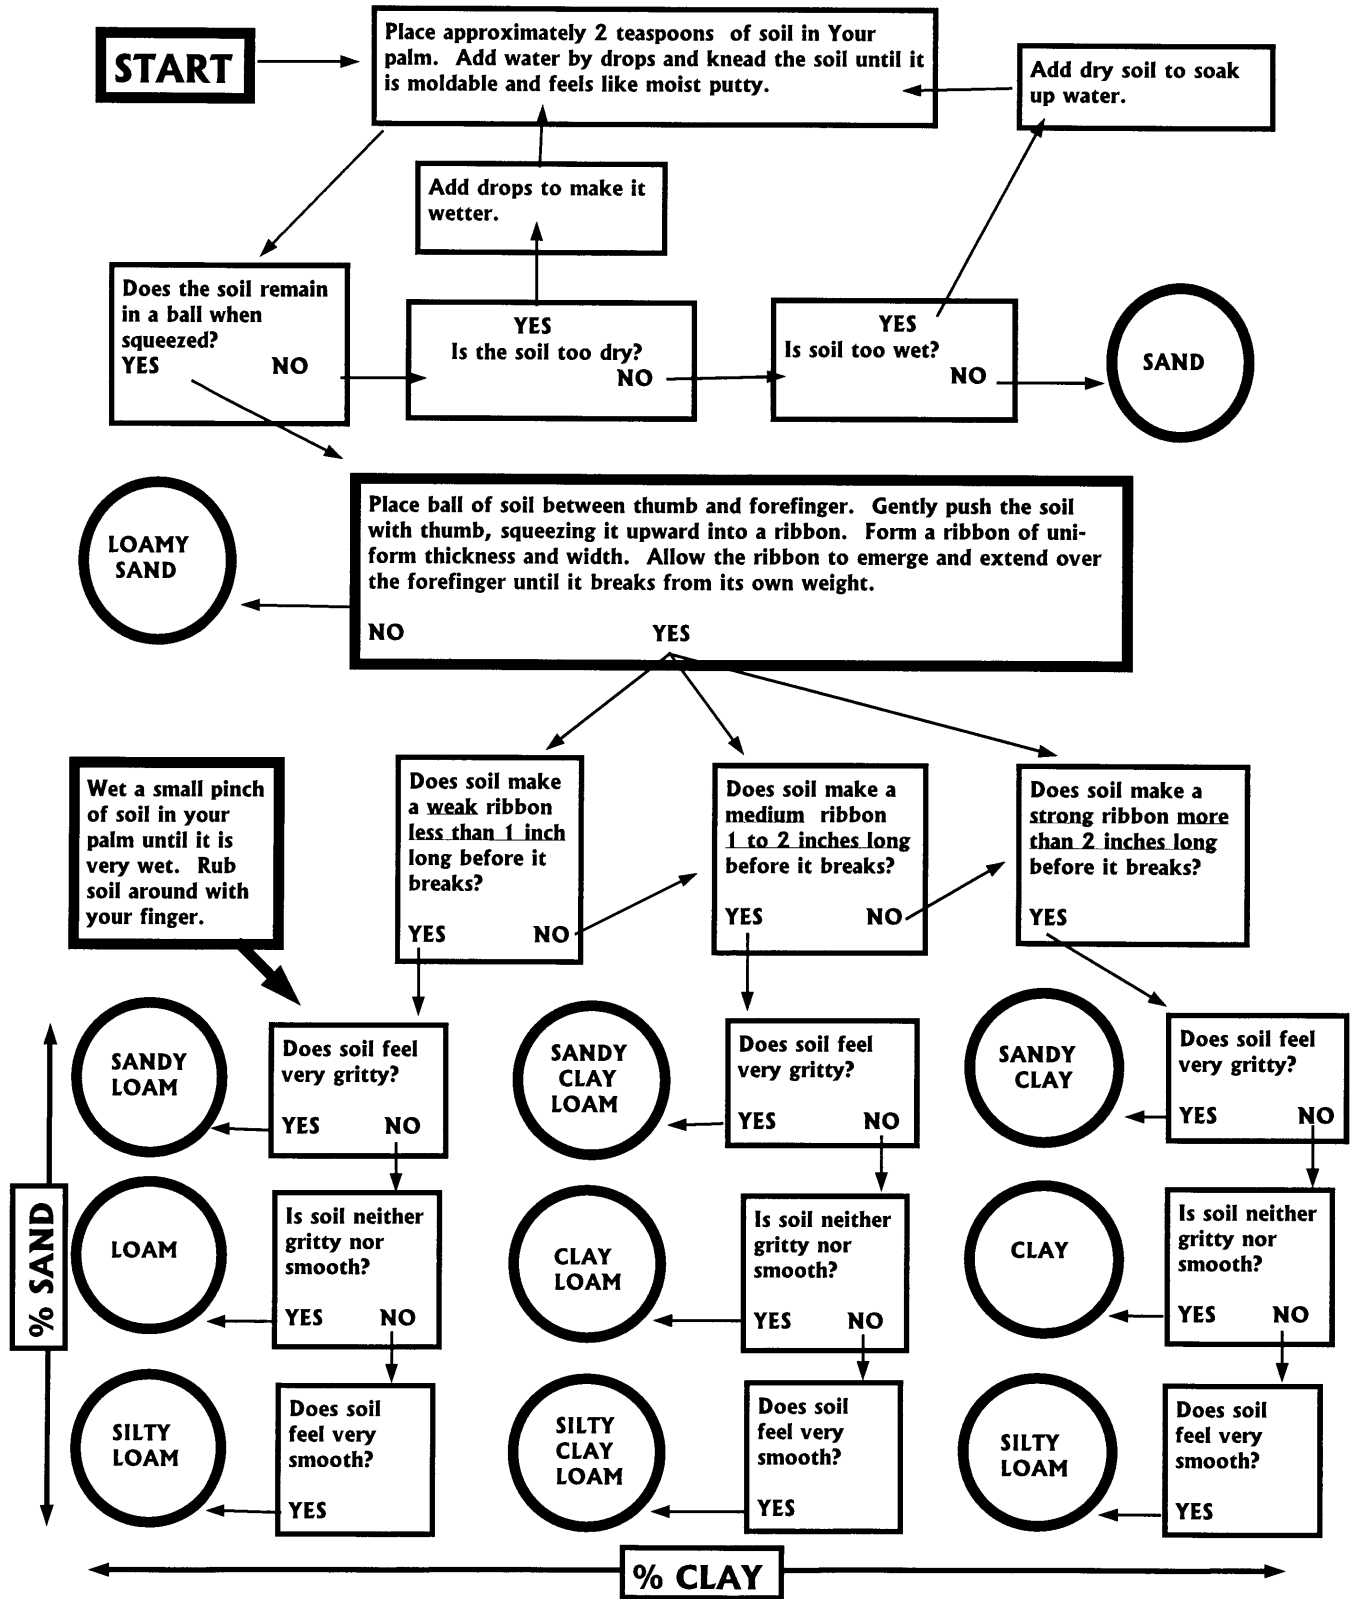 START
Place approximately 2 teaspoons of soil in Your
palm. Add water by drops and knead the soil until it
is moldable and feels like moist putty.
Add dry soil to soak
up water.
Add drops to make it
wetter.
Does the soil remain
in a ball when
squeezed?
YES NO
YES
Is the soil too dry?
NO
YES
Is soil too wet?
NO
SAND
LOAMY
SAND
Place ball of soil between thumb and forefinger. Gently push the soil
with thumb, squeezing it upward into a ribbon. Form a ribbon of uni-
form thickness and width. Allow the ribbon to emerge and extend over
the forefinger until it breaks from its own weight.
NO YES
Wet a small pinch
of soil in your
palm until it is
very wet. Rub
soil around with
your finger.
Does soil make
a weak ribbon
less than 1 inch
long before it
breaks?
YES NO
Does soil make a
medium ribbon
1 to 2 inches long
before it breaks?
YES NO
Does soil make a
strong ribbon more
than 2 inches long
before it breaks?
YES
SANDY
LOAM
Does soil feel
very gritty?
YES NO
SANDY
CLAY
LOAM
Does soil feel
very gritty?
YES NO
SANDY
CLAY
Does soil feel
very gritty?
YES NO
% SAND
LOAM
Is soil neither
gritty nor
smooth?
YES NO
CLAY
LOAM
Is soil neither
gritty nor
smooth?
YES NO
CLAY
Is soil neither
gritty nor
smooth?
YES NO
SILTY
LOAM
Does soil
feel very
smooth?
YES
SILTY
CLAY
LOAM
Does soil
feel very
smooth?
YES
SILTY
LOAM
Does soil
feel very
smooth?
YES
% CLAY